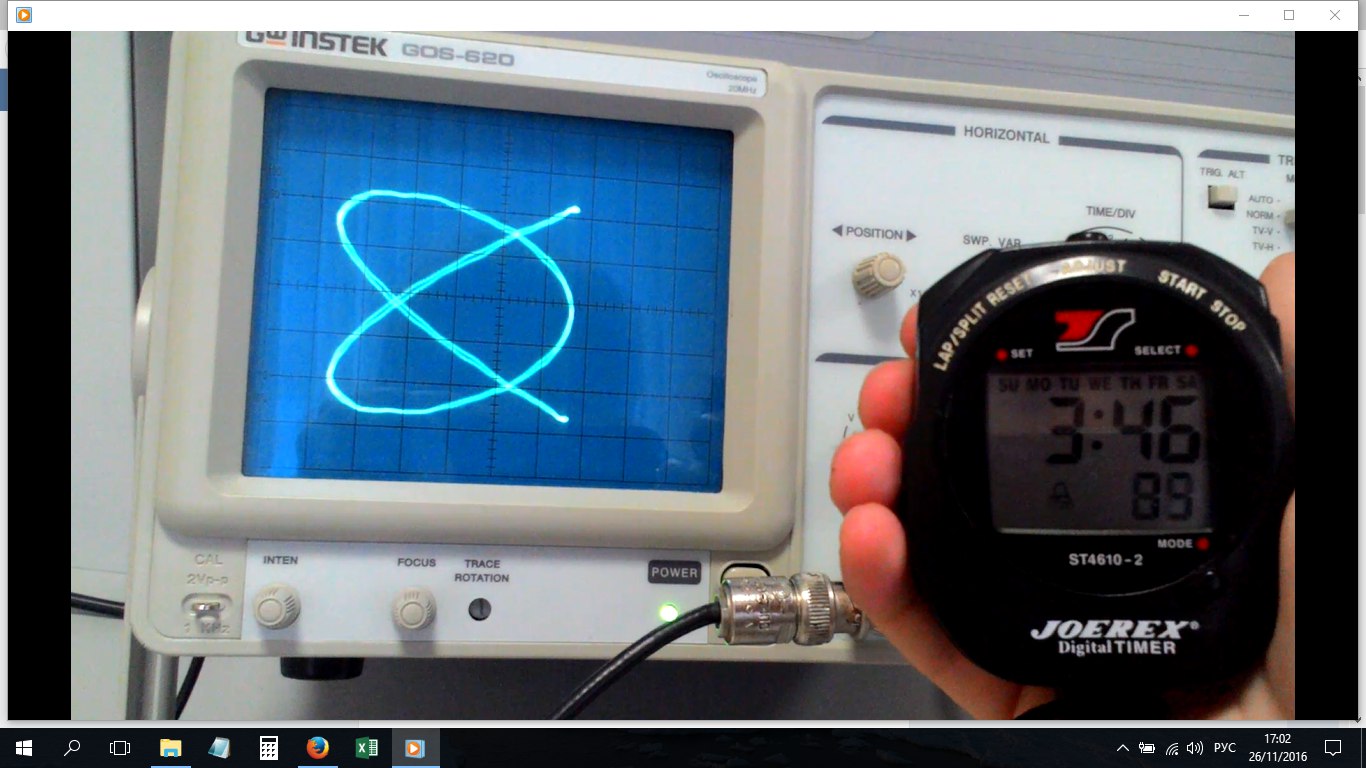 GW INSTEK GOS-620
Oscilloscope
20MHz
HORIZONTAL
TRIG. ALT
AUTO -
NORM -
TV-V -
TV-H -
TIME/DIV
◀ POSITION ▶
SWP. VAR.
LAP/SPLIT RESET
ADJUST
START STOP
SET
SELECT
SU MO TU WE TH FR SA
3:46
89
MODE
ST4610-2
JOEREX®
Digital TIMER
CAL
2Vp-p
INTEN
FOCUS
TRACE
ROTATION
POWER
РУС
17:02
26/11/2016